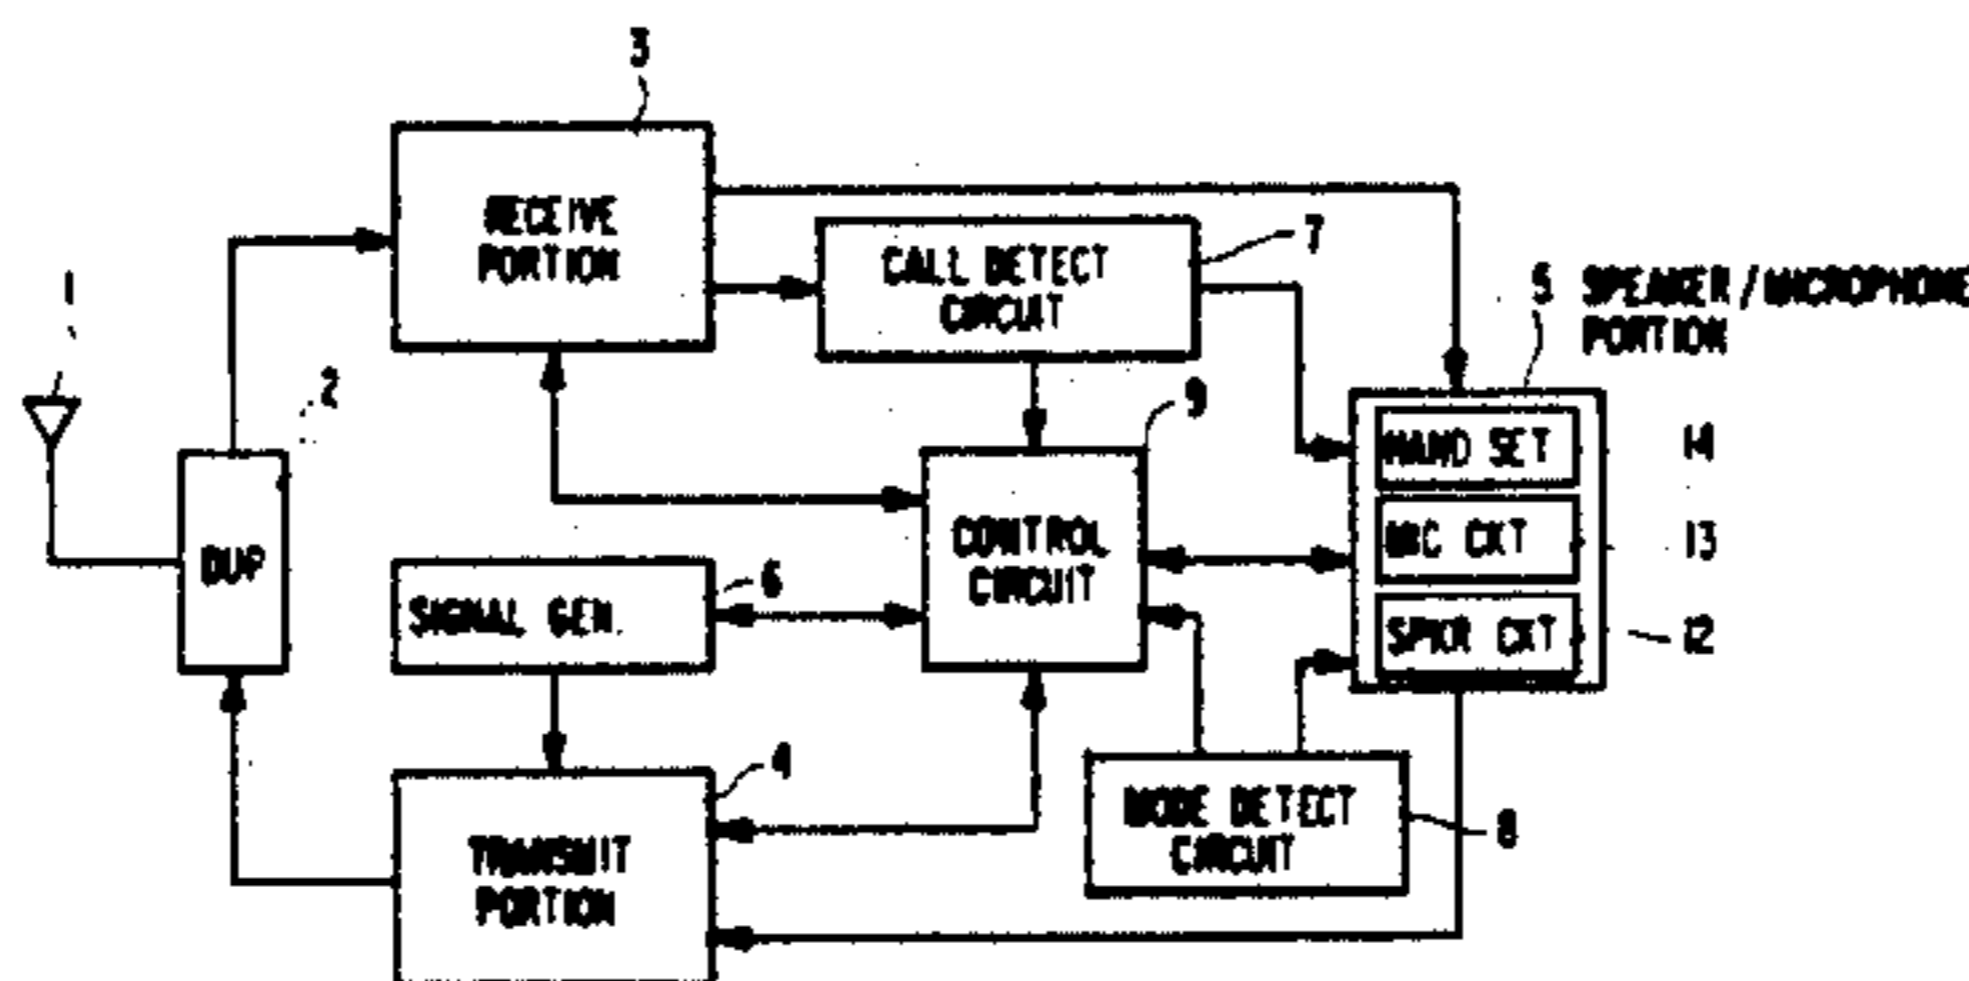 3
RECEIVE
PORTION
7
CALL DETECT
CIRCUIT
5 SPEAKER/MICROPHONE
PORTION
1
2
9
HAND SET
14
CONTROL
CIRCUIT
MIC CKT
13
DUP
6
SIGNAL GEN.
SPKR CKT
12
4
MODE DETECT
CIRCUIT
8
TRANSMIT
PORTION